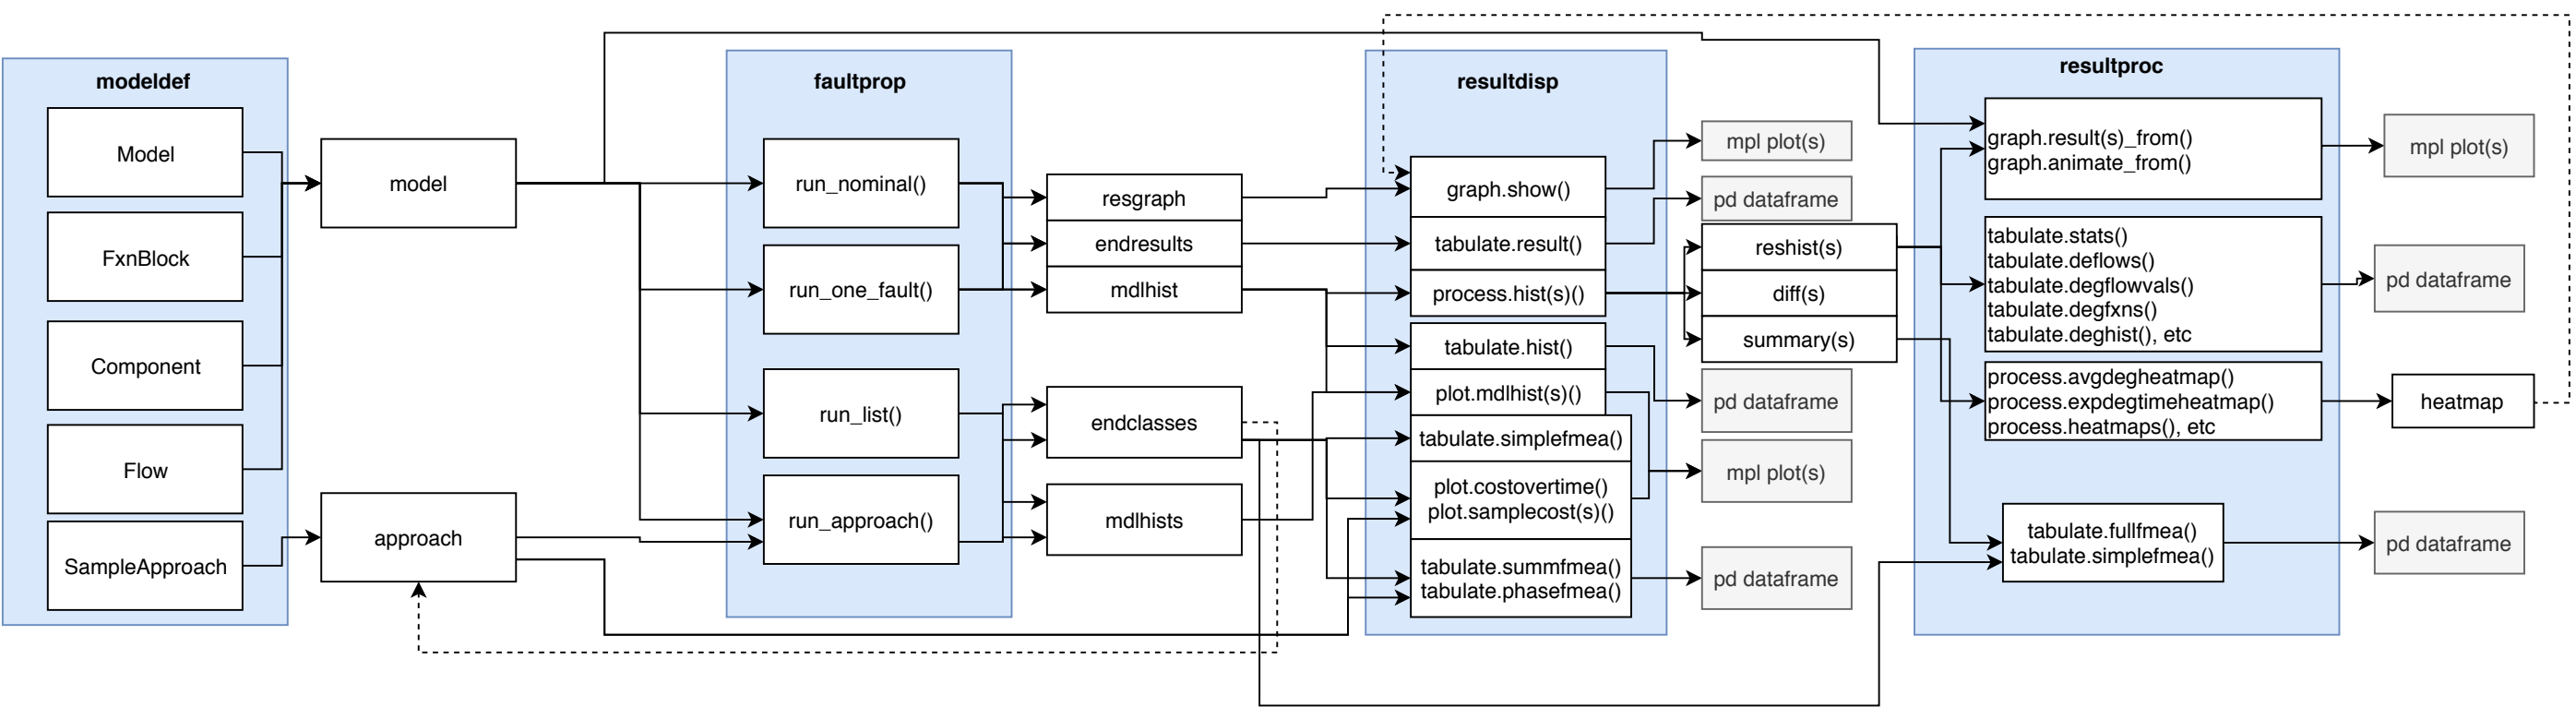 modeldef
Model
FxnBlock
Component
Flow
SampleApproach
model
approach
faultprop
run_nominal()
run_one_fault()
run_list()
run_approach()
resgraph
endresults
mdlhist
endclasses
mdlhists
resultdisp
graph.show()
tabulate.result()
process.hist(s)()
tabulate.hist()
plot.mdlhist(s)()
tabulate.simplefmea()
plot.costovertime()
plot.samplecost(s)()
tabulate.summfmea()
tabulate.phasefmea()
mpl plot(s)
pd dataframe
reshist(s)
diff(s)
summary(s)
pd dataframe
mpl plot(s)
pd dataframe
resultproc
graph.result(s)_from()
graph.animate_from()
tabulate.stats()
tabulate.deflows()
tabulate.degflowvals()
tabulate.degfxns()
tabulate.deghist(), etc
process.avgdegheatmap()
process.expdegtimeheatmap()
process.heatmaps(), etc
tabulate.fullfmea()
tabulate.simplefmea()
mpl plot(s)
pd dataframe
heatmap
pd dataframe